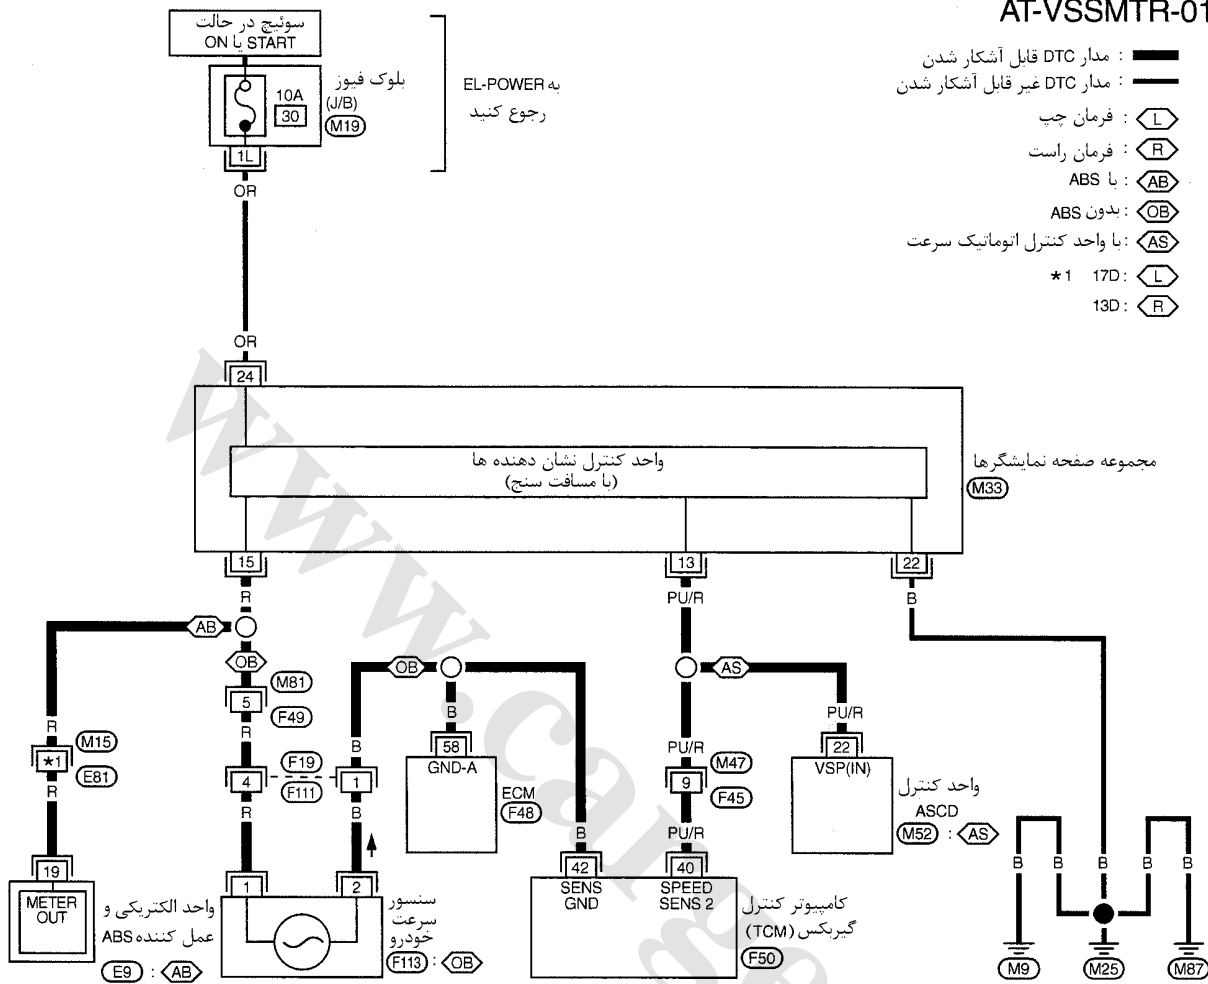 AT-VSSMTR-01
سوئیچ در حالت
START یا ON
بلوک فیوز
(J/B)
M19
10A
30
1L
OR
به EL-POWER
رجوع کنید
مدار DTC قابل آشکار شدن :
مدار DTC غیر قابل آشکار شدن :
L : فرمان چپ
R : فرمان راست
AB : با ABS
OB : بدون ABS
AS : با واحد کنترل اتوماتیک سرعت
★1 17D : L
13D : R
OR
24
واحد کنترل نشان دهنده ها
(با مسافت سنج)
مجموعه صفحه نمایشگرها
M33
15
13
22
R
PU/R
B
AB
OB
OB
AS
M81
5
F49
R
B
PU/R
R
M15
★1
E81
R
F19
4
1
F111
R
B
B
58
GND-A
ECM
F48
PU/R
M47
9
F45
PU/R
22
VSP(IN)
واحد کنترل
ASCD
M52 : AS
B
B
B
B
B
19
METER
OUT
واحد الکتریکی و
عمل کننده ABS
E9 : AB
1
2
سنسور
سرعت
خودرو
F113 : OB
B
42
40
SENS
GND
SPEED
SENS 2
کامپیوتر کنترل
گیربکس (TCM)
F50
M9
M25
M87
www.carge